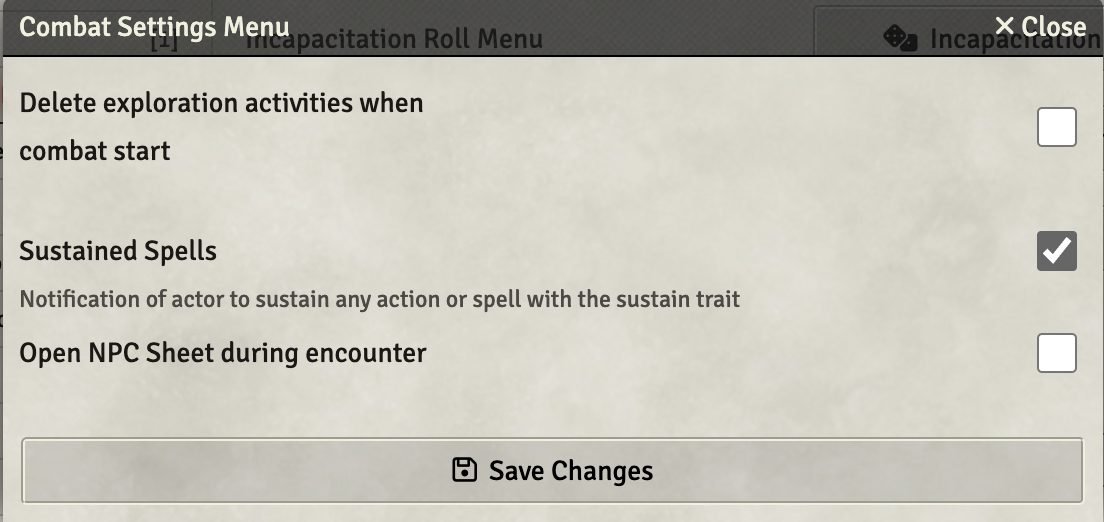 Combat Settings Menu
× Close
[1]
Incapacitation Roll Menu
Incapacitation
Delete exploration activities when
combat start
Sustained Spells
Notification of actor to sustain any action or spell with the sustain trait
Open NPC Sheet during encounter
Save Changes